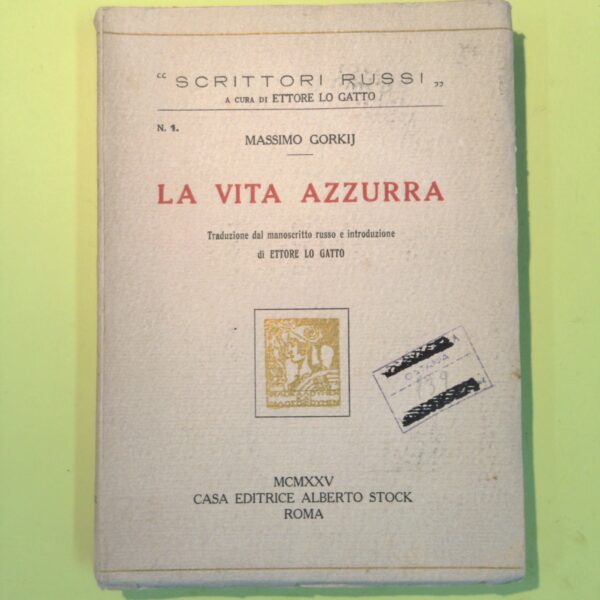 “ SCRITTORI RUSSI „
A CURA DI ETTORE LO GATTO
N. 1.
MASSIMO GORKIJ
LA VITA AZZURRA
Traduzione dal manoscritto russo e introduzione
di ETTORE LO GATTO
MCMXXV
CASA EDITRICE ALBERTO STOCK
ROMA